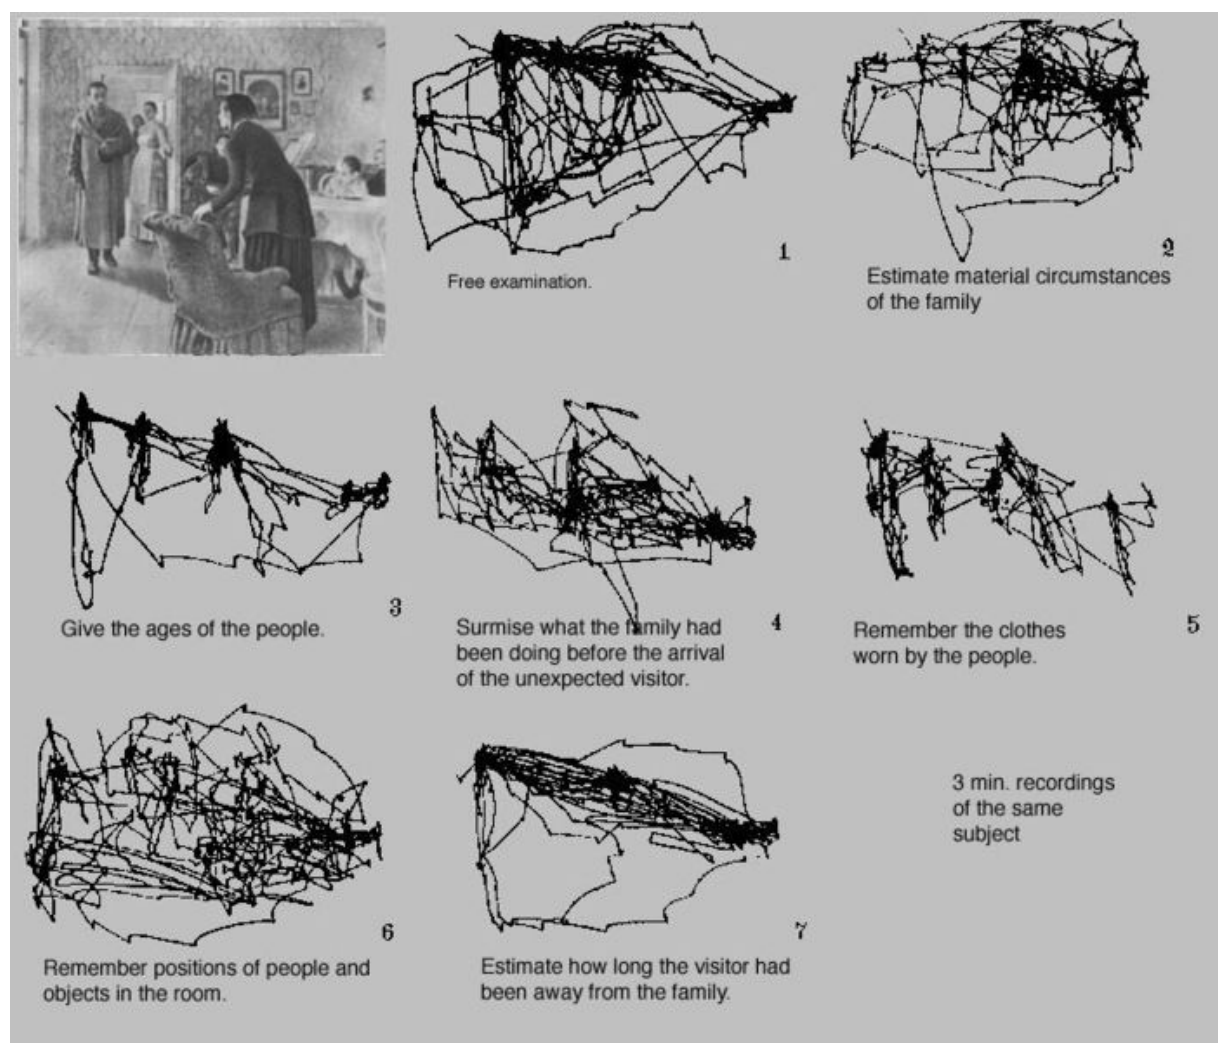 1
Free examination.
2
Estimate material circumstances
of the family
3
Give the ages of the people.
4
Surmise what the family had
been doing before the arrival
of the unexpected visitor.
5
Remember the clothes
worn by the people.
6
Remember positions of people and
objects in the room.
7
Estimate how long the visitor had
been away from the family.
3 min. recordings
of the same
subject